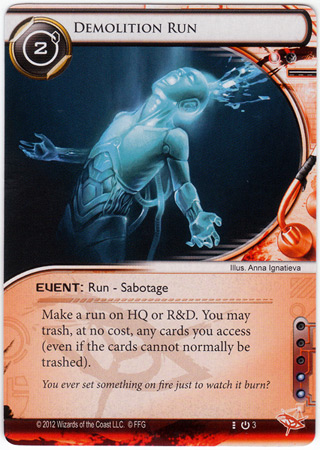 DEMOLITION RUN
2
Illus. Anna Ignatieva
EVENT: Run - Sabotage
Make a run on HQ or R&D. You may
trash, at no cost, any cards you access
(even if the cards cannot normally be
trashed).
You ever set something on fire just to watch it burn?
© 2012 Wizards of the Coast LLC. © FFG
3